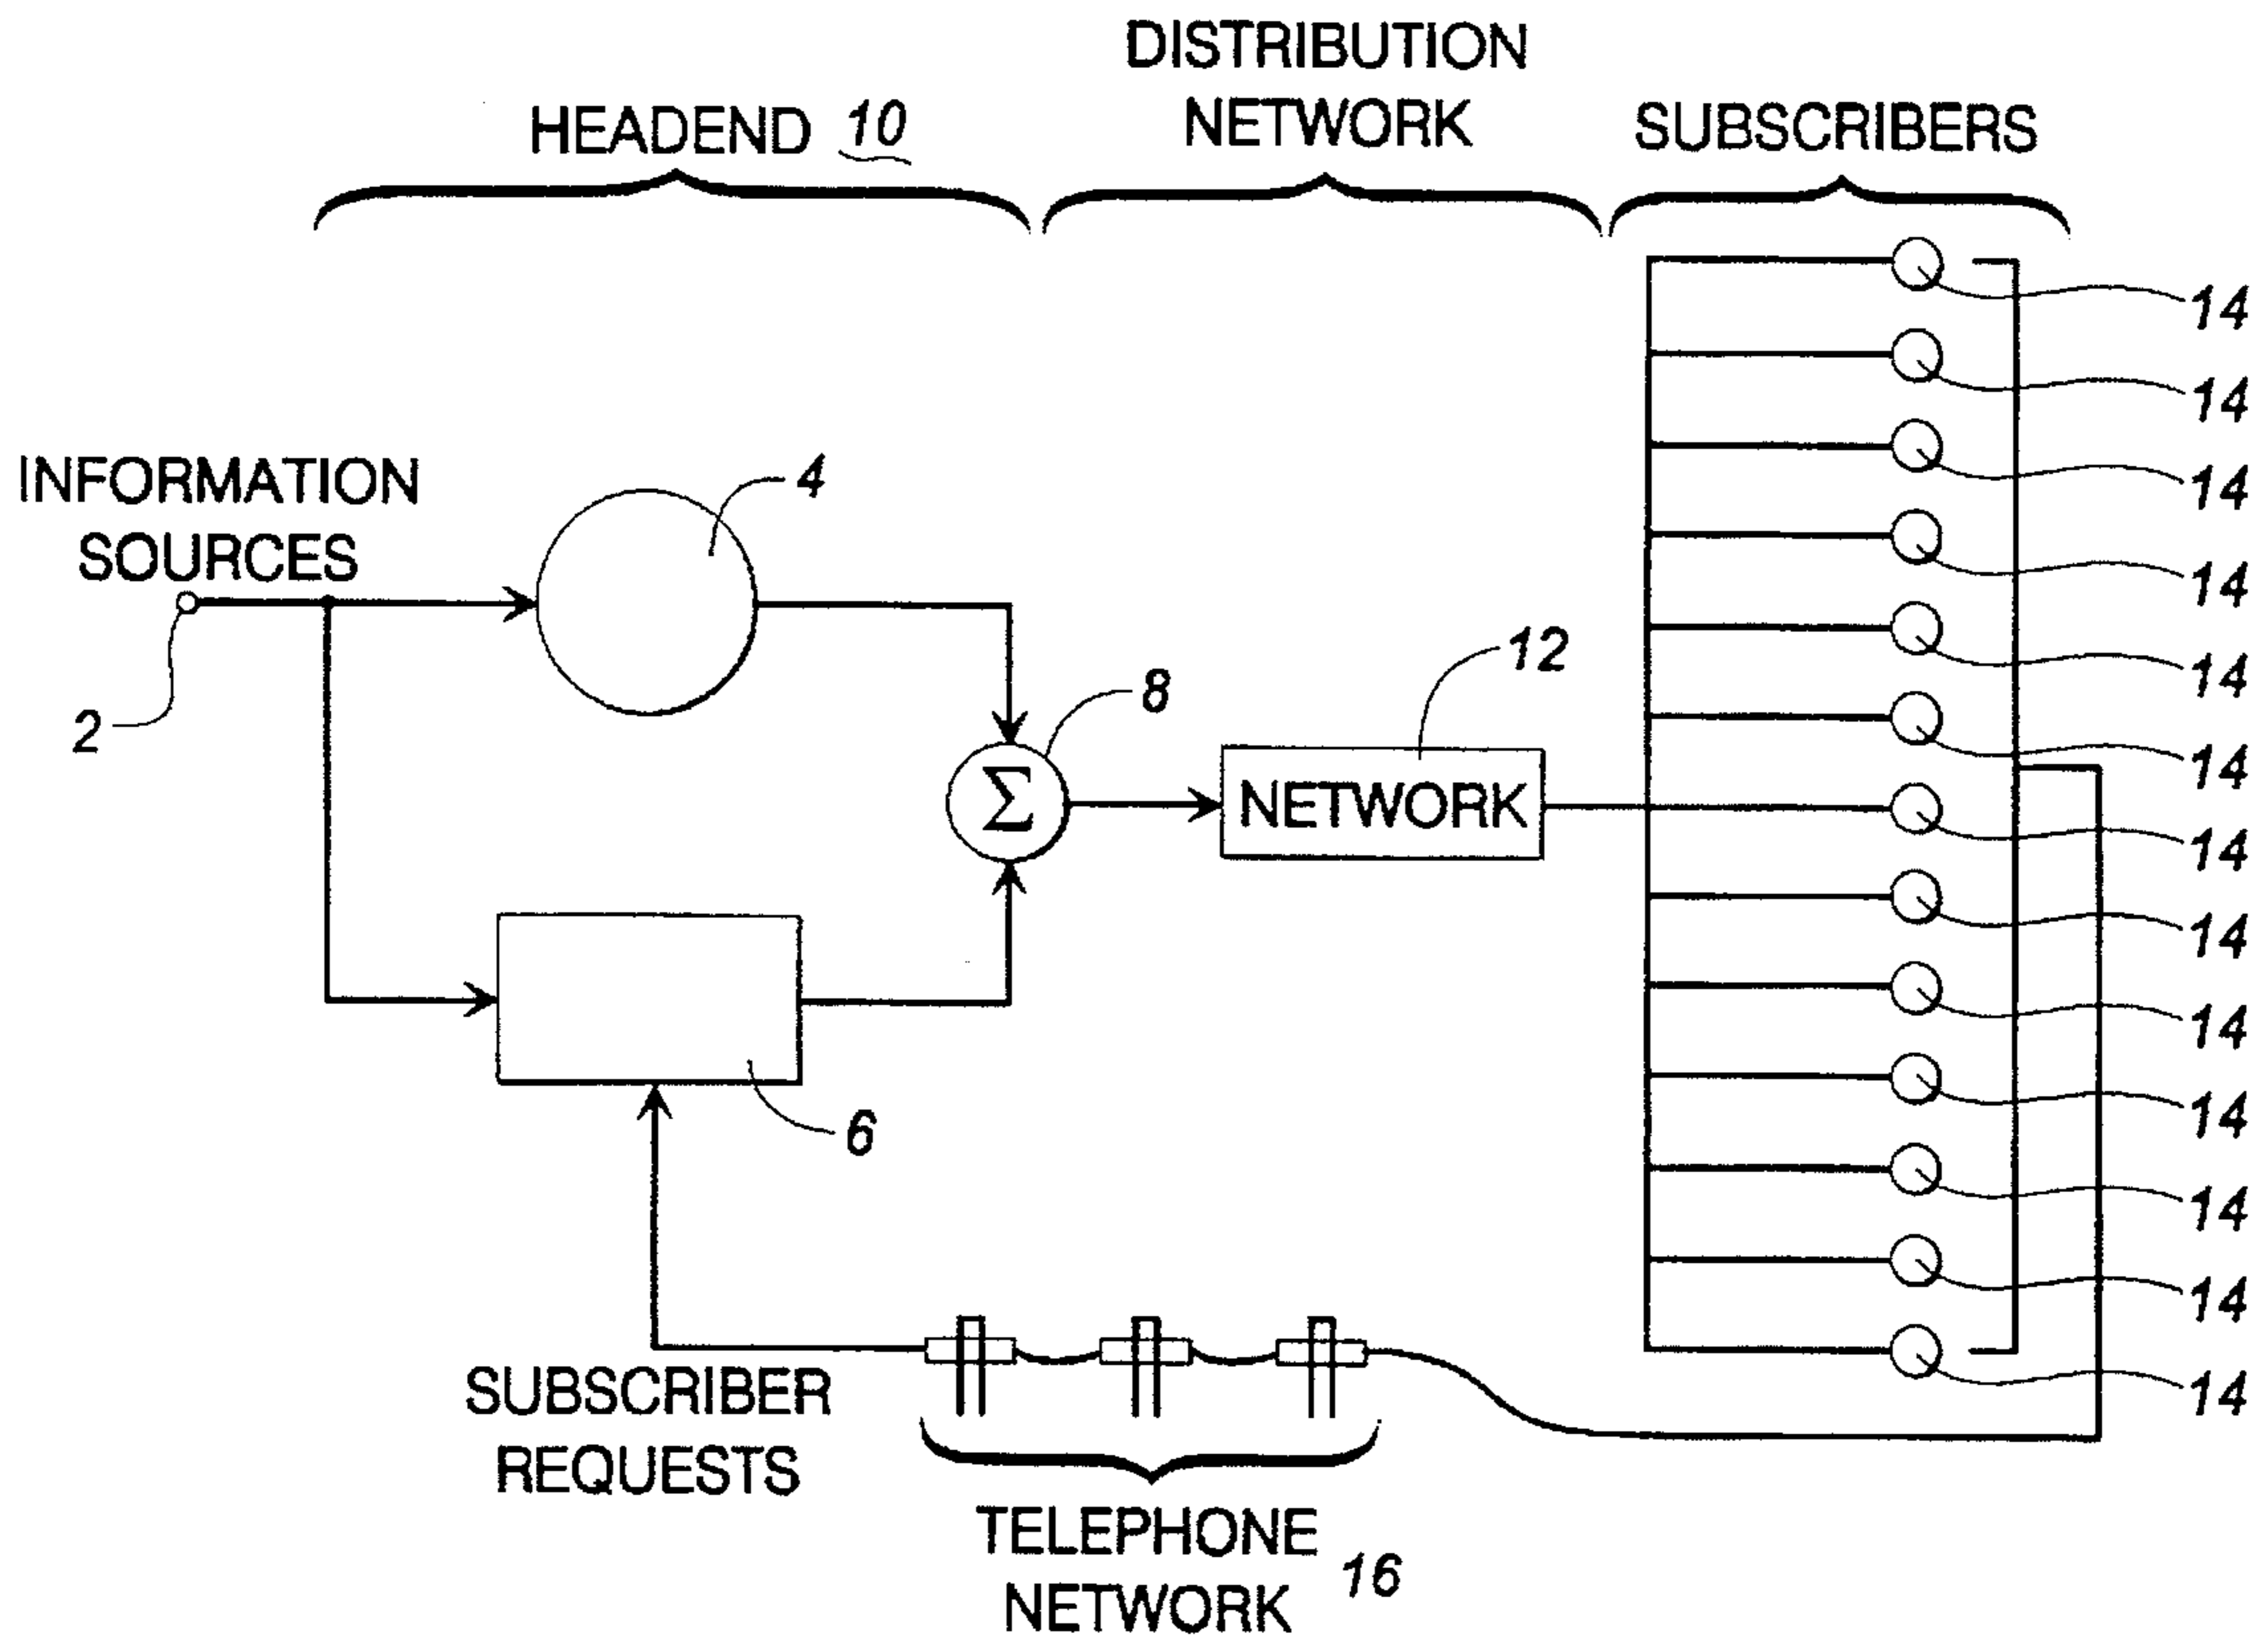 DISTRIBUTION
NETWORK
HEADEND 10
SUBSCRIBERS
INFORMATION
SOURCES
2
4
6
8
Σ
12
NETWORK
14
14
14
14
14
14
14
14
14
14
14
14
14
SUBSCRIBER
REQUESTS
TELEPHONE
NETWORK
16